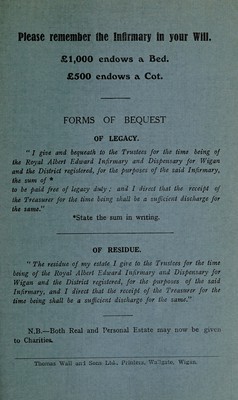 Please remember the Infirmary in your Will.
£1,000 endows a Bed.
£500 endows a Cot.
FORMS OF BEQUEST
OF LEGACY.
"I give and bequeath to the Trustees for the time being of
the Royal Albert Edward Infirmary and Dispensary for Wigan
and the District registered, for the purposes of the said Infirmary,
the sum of *
to be paid free of legacy duty; and I direct that the receipt of
the Treasurer for the time being shall be a sufficient discharge for
the same."
*State the sum in writing.
OF RESIDUE.
"The residue of my estate I give to the Trustees for the time
being of the Royal Albert Edward Infirmary and Dispensary for
Wigan and the District registered, for the purposes of the said
Infirmary, and I direct that the receipt of the Treasurer for the
time being shall be a sufficient discharge for the same."
N.B.—Both Real and Personal Estate may now be given
to Charities.
Thomas Wall and Sons Ltd., Printers, Wallgate, Wigan.